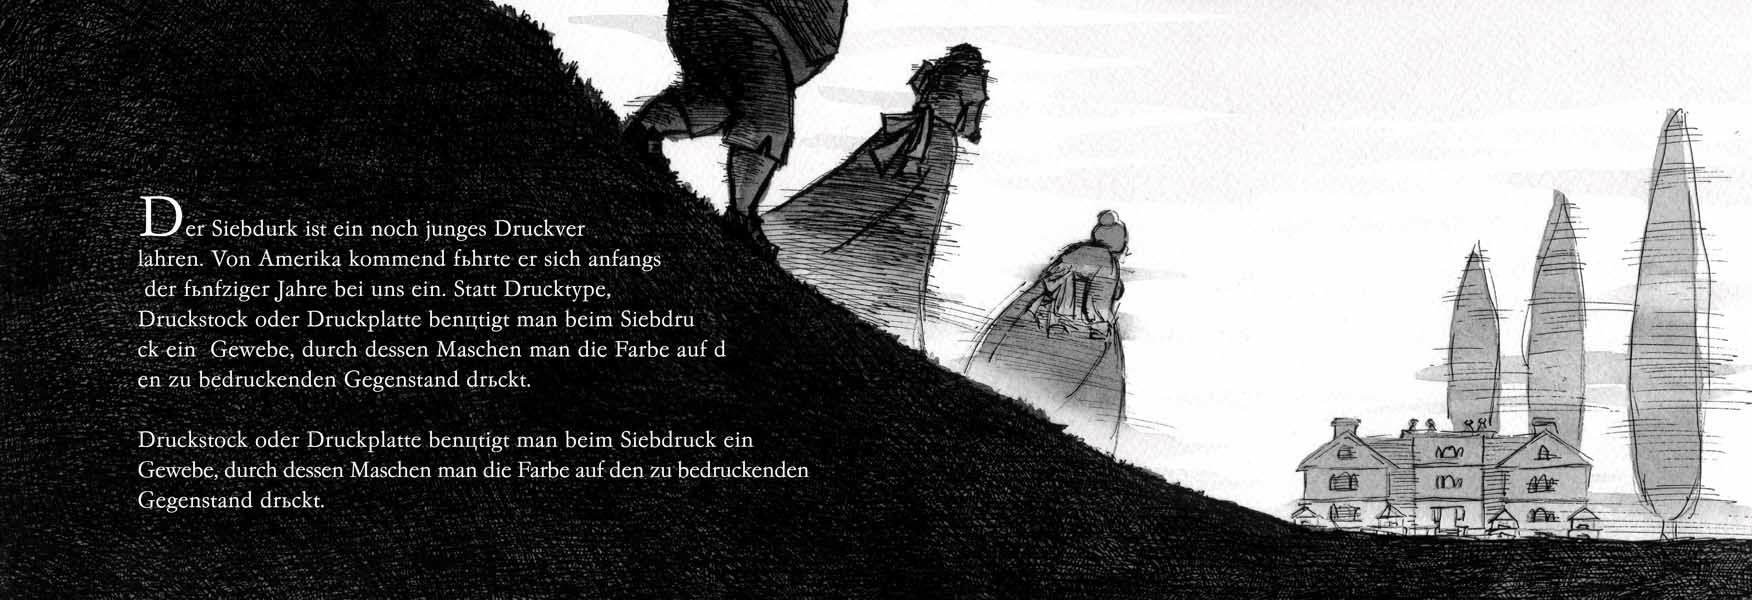 Der Siebdurk ist ein noch junges Druckver
lahren. Von Amerika kommend fьhrte er sich anfangs
der fьnfziger Jahre bei uns ein. Statt Drucktype,
Druckstock oder Druckplatte benцtigt man beim Siebdru
ck ein Gewebe, durch dessen Maschen man die Farbe auf d
en zu bedruckenden Gegenstand drьckt.
Druckstock oder Druckplatte benцtigt man beim Siebdruck ein
Gewebe, durch dessen Maschen man die Farbe auf den zu bedruckenden
Gegenstand drьckt.